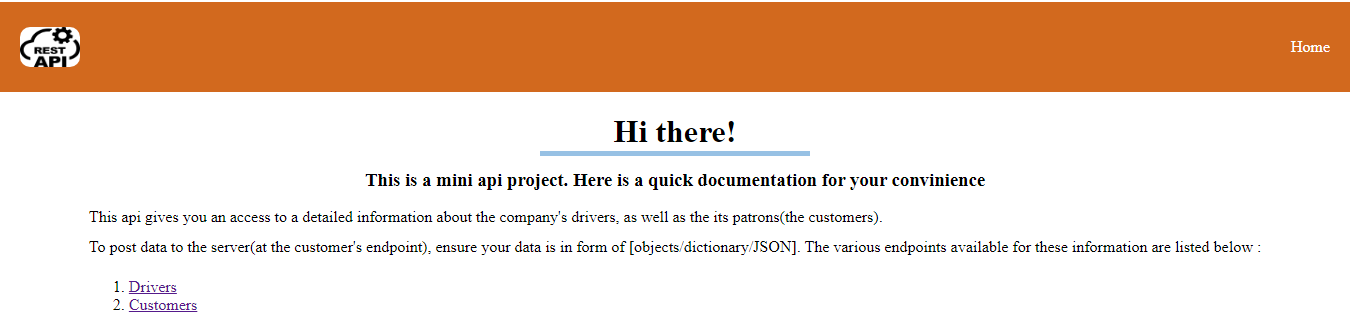 REST
API
Home
Hi there!
This is a mini api project. Here is a quick documentation for your convinience
This api gives you an access to a detailed information about the company's drivers, as well as the its patrons(the customers).
To post data to the server(at the customer's endpoint), ensure your data is in form of [objects/dictionary/JSON]. The various endpoints available for these information are listed below :
1. Drivers
2. Customers